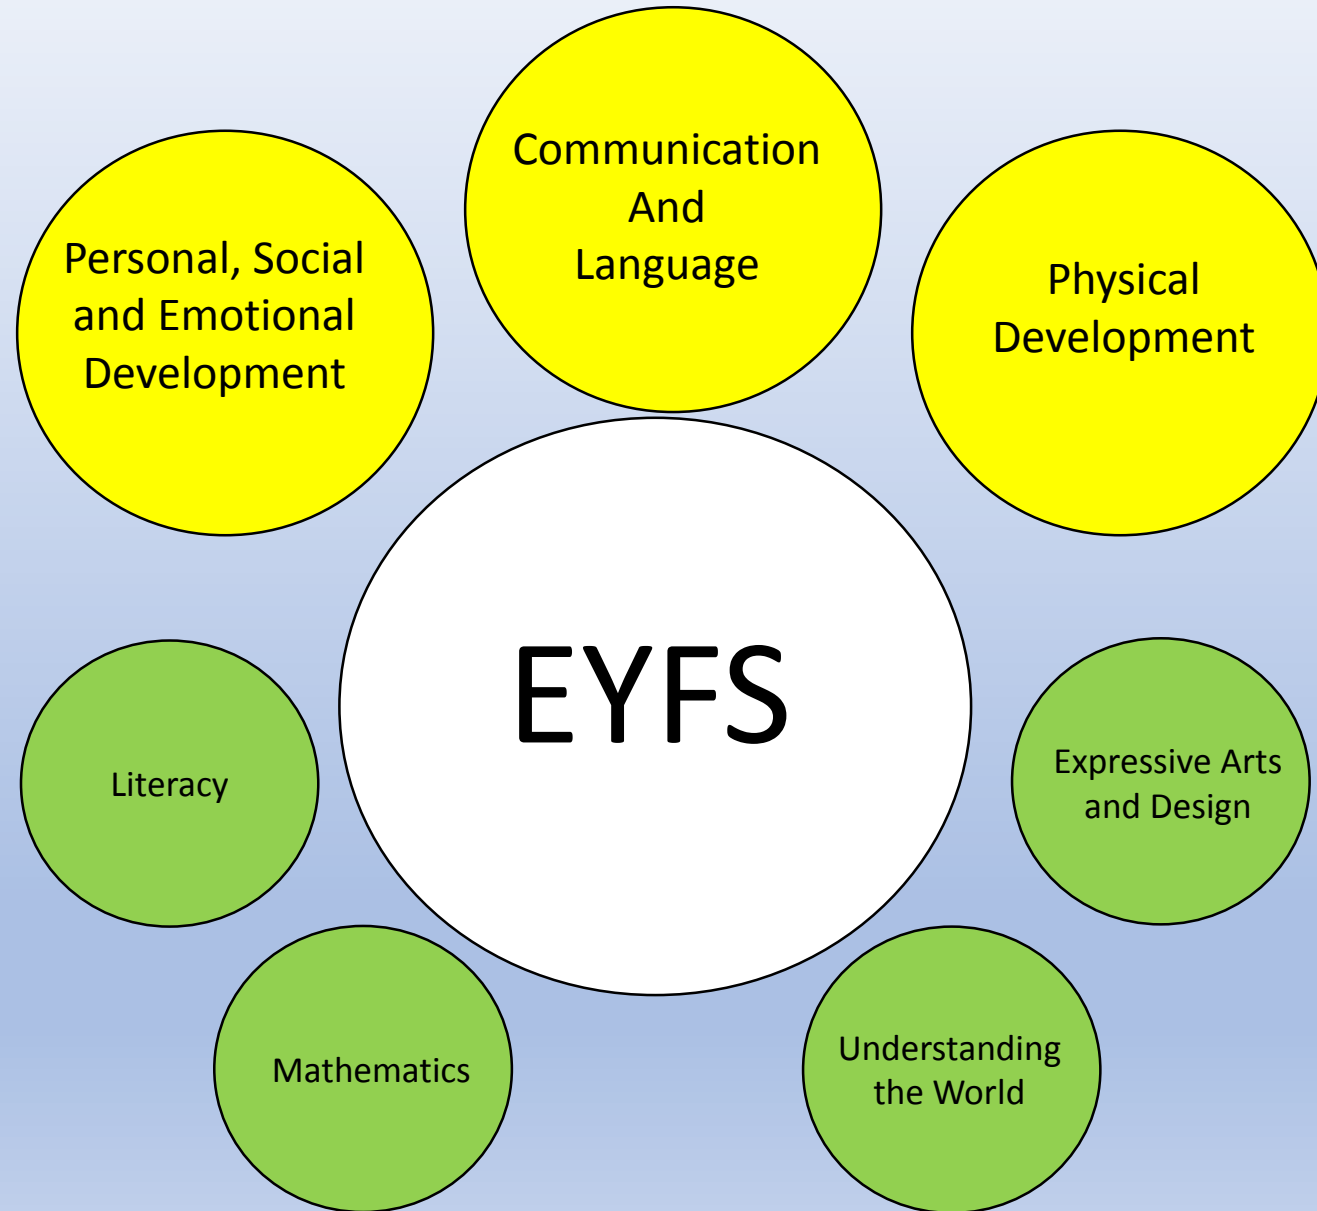 Communication
And
Language
Personal, Social
and Emotional
Development
Physical
Development
EYFS
Literacy
Expressive Arts
and Design
Mathematics
Understanding
the World